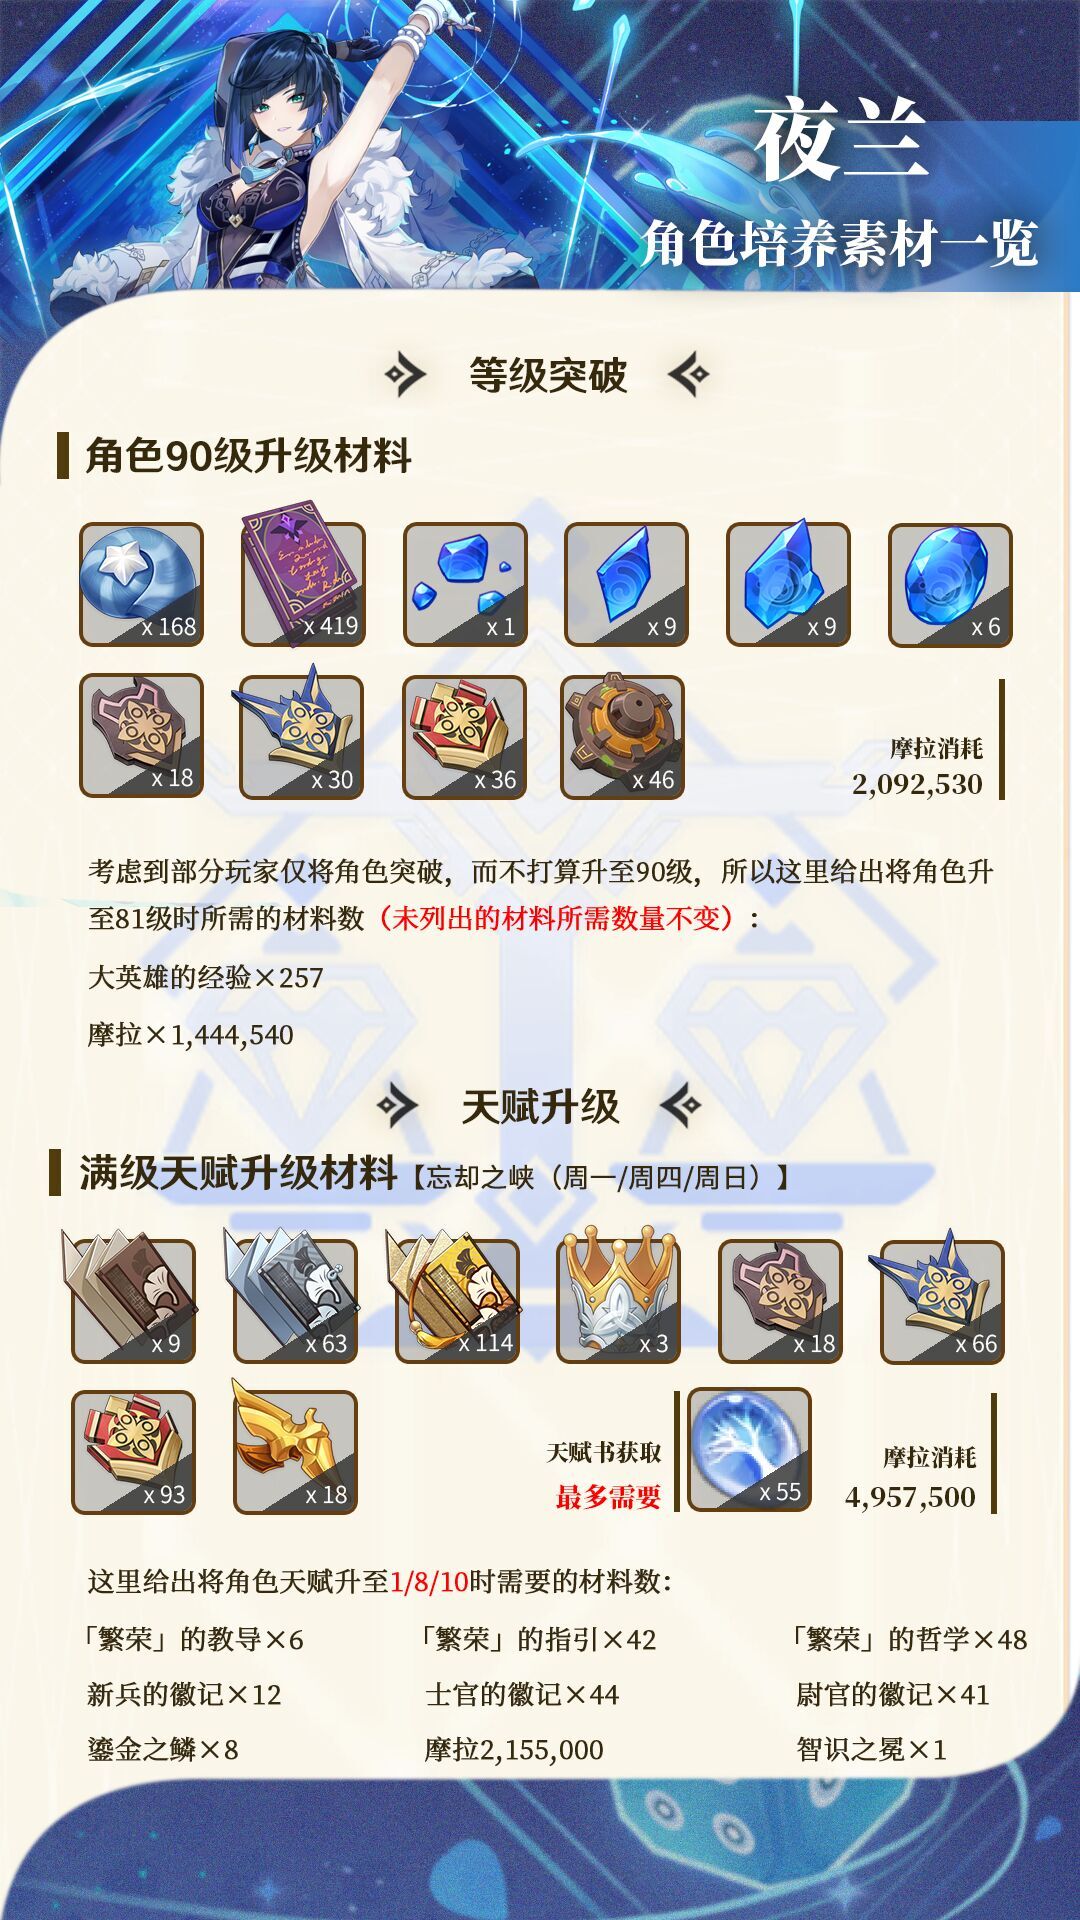 夜兰
角色培养素材一览
等级突破
角色90级升级材料
x 168
x 419
x 1
x 9
x 9
x 6
x 18
x 30
x 36
x 46
摩拉消耗
2,092,530
考虑到部分玩家仅将角色突破，而不打算升至90级，所以这里给出将角色升
至81级时所需的材料数（未列出的材料所需数量不变）：
大英雄的经验×257
摩拉×1,444,540
天赋升级
满级天赋升级材料【忘却之峡（周一/周四/周日）】
x 9
x 63
x 114
x 3
x 18
x 66
x 93
x 18
天赋书获取
最多需要
x 55
摩拉消耗
4,957,500
这里给出将角色天赋升至1/8/10时需要的材料数：
「繁荣」的教导×6
「繁荣」的指引×42
「繁荣」的哲学×48
新兵的徽记×12
士官的徽记×44
尉官的徽记×41
鎏金之鳞×8
摩拉2,155,000
智识之冕×1